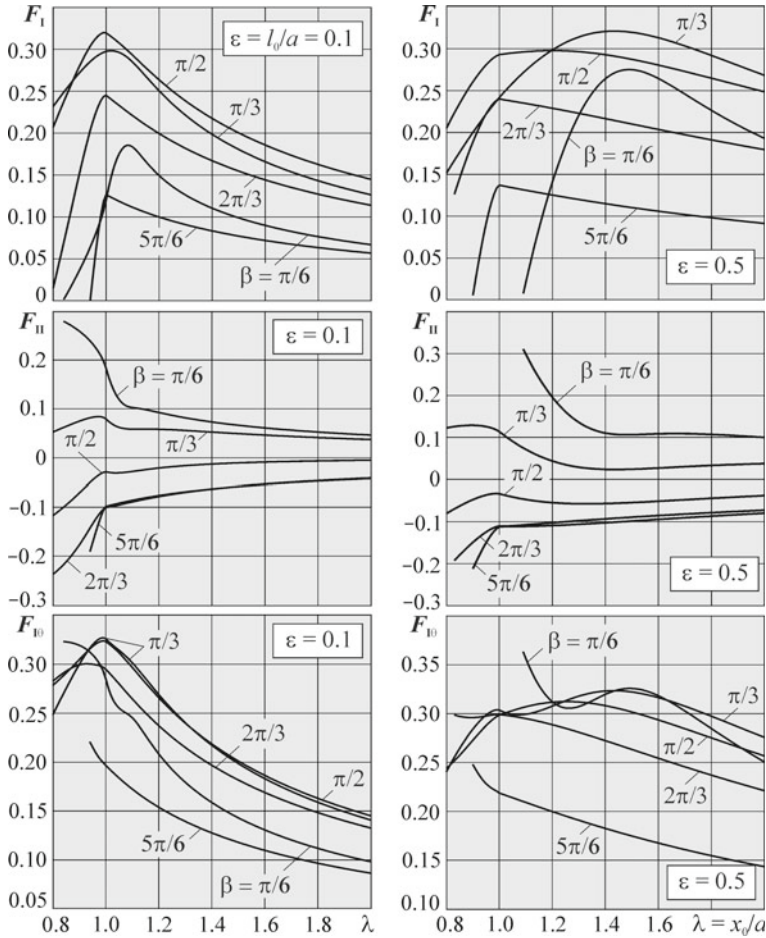 F_I
ε = l₀/a = 0.1
0.30
0.25
0.20
0.15
0.10
0.05
0
π/2
π/3
2π/3
5π/6
β = π/6
F_I
0.30
0.25
0.20
0.15
0.10
0.05
0
π/3
π/2
2π/3
β = π/6
5π/6
ε = 0.5
F_II
ε = 0.1
0.2
0.1
0
−0.1
−0.2
−0.3
β = π/6
π/2
π/3
5π/6
2π/3
F_II
0.3
0.2
0.1
0
−0.1
−0.2
−0.3
β = π/6
π/3
π/2
2π/3
5π/6
ε = 0.5
F_Iθ
ε = 0.1
0.30
0.25
0.20
0.15
0.10
0.05
π/3
2π/3
π/2
5π/6
β = π/6
0.8 1.0 1.2 1.4 1.6 1.8 λ
F_Iθ
0.35
0.30
0.25
0.20
0.15
0.10
β = π/6
π/3
π/2
2π/3
5π/6
ε = 0.5
0.8 1.0 1.2 1.4 1.6 λ = x₀/a